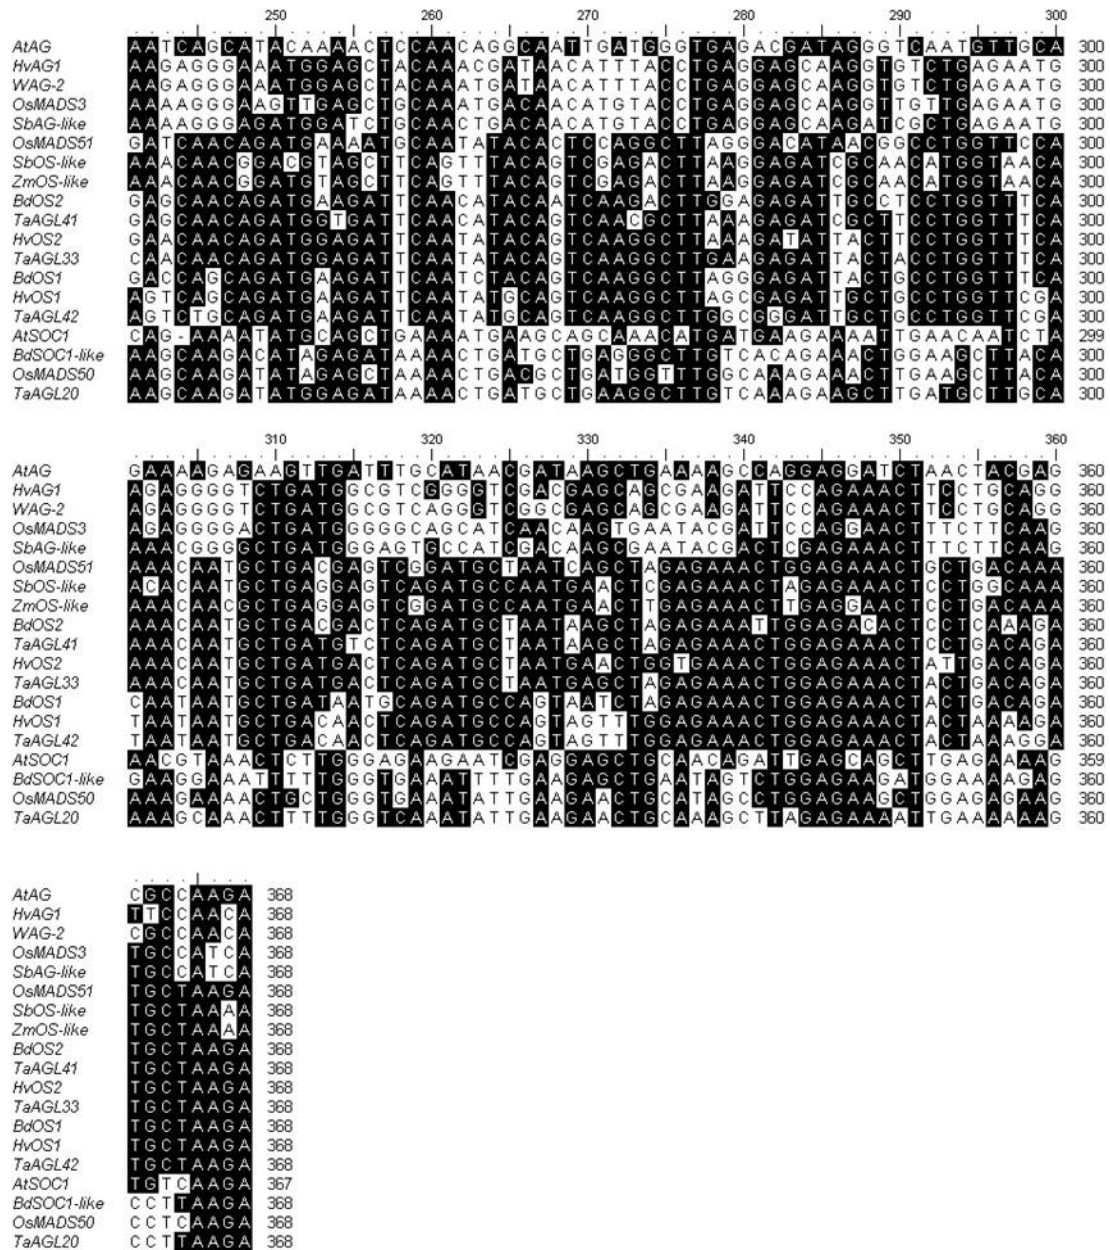 250 260 270 280 290 300
AtAG AATCAGCATACAAAACTCCAACAGGCAATTGATGGGTGAGACGATAGGGTCAATGTTGCA 300
HvAG1 AAGAGGGAAATGGAGCTACAAACGATAACATTTACCTGAGGAGCAAGGTGTCTGAGAATG 300
WAG-2 AAGAGGGAAATGGAGCTACAAATGATAACATTTACCTGAGGAGCAAGGTGTCTGAGAATG 300
OsMADS3 AAAAGGGAAGTTGAGCTGCAAATGACAACATGTACCTGAGGAGCAAGGTTGTTGAGAATG 300
SbAG-like AAAAGGGAGATGGATCTGCAACTGACAACATGTACCTGAGGAGCAAGATCGCTGAGAATG 300
OsMADS51 GATCAACAGATGAAAATGCAATATACACTCCAGGCTTAGGGACATAACGGCCTGGTTCCA 300
SbOS-like AAACAACGGACGTAGCTTCAGTTTACAGTCGAGACTTAAGGAGATCGCAACATGGTAACA 300
ZmOS-like AAACAACGGATGTAGCTTCAGTTTACAGTCGAGACTTAAGGAGATCGCAACATGGTAACA 300
BdOS2 GAGCAACAGATGAAGATTCAACATACAATCAAGACTTGGAGAGATTGCCTCCTGGTTTCA 300
TaAGL41 GAGCAACAGATGGTGATTCAACATACAGTCAACGCTTAAAGAGATCGCTTCCTGGTTTCA 300
HvOS2 GAACAACAGATGGAGATTCAATATACAGTCAAGGCTTAAAGATATTACTTCCTGGTTTCA 300
TaAGL33 CAACAACAGATGGAGATTCAATATACAGTCAAGGCTTGAAGAGATTACTACCTGGTTTCA 300
BdOS1 GACCAGCAGATGAAGATTCAATCTACAGTCAAGGCTTAGGGAGATTACTGCCTGGTTTCA 300
HvOS1 AGTCAGCAGATGAAGATTCAATATGCAGTCAAGGCTTAGCGAGATTGCTGCCTGGTTCGA 300
TaAGL42 AGTCTGCAGATGAAGATTCAATATGCAGTCAAGGCTTGGCGGGATTGCTGCCTGGTTCGA 300
AtSOC1 CAG-AAAATATGCAGCTGAAAATGAAGCAGCAAACATGATGAAGAAAATTGAACAATCTA 299
BdSOC1-like AAGCAAGACATAGAGATAAAACTGATGCTGAGGGCTTGTCACAGAAACTGGAAGCTTACA 300
OsMADS50 AAGCAAGATATAGAGCTAAAACTGACGCTGATGGTTTGGCAAAGAAACTTGAAGCTTACA 300
TaAGL20 AAGCAAGATATGGAGATAAAACTGATGCTGAAGGCTTGTCAAAGAAGCTTGATGCTTGCA 300
310 320 330 340 350 360
AtAG GAAAAGAGAAGTTGATTTGCATAACGATAAGCTGAAAAGCCAGGAGGATCTAACTACGAG 360
HvAG1 AGAGGGGTCTGATGGCGTCGGGGTCGACGAGCAGCGAAGATTCCAGAAACTTCCTGCAGG 360
WAG-2 AGAGGGGTCTGATGGCGTCAGGGTCGGCGAGCAGCGAAGATTCCAGAAACTTCCTGCAGG 360
OsMADS3 AGAGGGGACTGATGGGGGCAGCATCAACAAGTGAATACGATTCCAGGAACTTTCTTCAAG 360
SbAG-like AAACGGGGCTGATGGGAGTGCCATCGACAAGCGAATACGACTCGAGAAACTTTCTTCAAG 360
OsMADS51 AAACAATGCTGACGAGTCGGATGCTAATCAGCTAGAGAAACTGGAGAAACTGCTGACAAA 360
SbOS-like ACACAATGCTGAGGAGTCAGATGCCAATGAACTCGAGAAACTAGAGAAACTCCTGGCAAA 360
ZmOS-like AAACAACGCTGAGGAGTCGGATGCCAATGAACTTGAGAAACTTGAGGAACTCCTGACAAA 360
BdOS2 AAACAATGCTGACGACTCAGATGCTAATAAGCTAGAGAAATTGGAGACACTCCTCAAAGA 360
TaAGL41 AAACAATGCTGATGTCTCAGATGCTAATAAGCTAGAGAAACTGGAGAAACTCCTGACAGA 360
HvOS2 AAACAATGCTGATGACTCAGATGCTAATGAACTGGTGAAACTGGAGAAACTATTGACAGA 360
TaAGL33 AAACAATGCTGATGACTCAGATGCTAATGAGCTAGAGAAACTGGAGAAACTACTGACAGA 360
BdOS1 CAATAATGCTGATAATGCAGATGCCAGTAATCTAGAGAAACTGGAGAAACTACTGACAGA 360
HvOS1 TAATAATGCTGACAACTCAGATGCCAGTAGTTTGGAGAAACTGGAGAAACTACTAAAAGA 360
TaAGL42 TAATAATGCTGACAACTCAGATGCCAGTAGTTTGGAGAAACTGGAGAAACTACTAAAGGA 360
AtSOC1 AACGTAAACTCTTGGGAGAAGAATCGAGGAGCTGCAACAGATTGAGCAGCTTGAGAAAAG 359
BdSOC1-like GAAGGAAATTTTTGGGTGAAATTTTGAAGAGCTGAATAGTCTGGAGAAGATGGAAAAGAG 360
OsMADS50 AAAGAAAACTGCTGGGTGAAATATTGAAGAACTGCATAGCCTGGAGAAGCTGGAGAGAAG 360
TaAGL20 AAAGCAAACTTTTGGGTCAAATATTGAAGAACTGCAAAGCTTAGAGAAAATTGAAAAAAG 360
AtAG CGCCAAGA 368
HvAG1 TTCCAACA 368
WAG-2 CGCCAACA 368
OsMADS3 TGCCATCA 368
SbAG-like TGCCATCA 368
OsMADS51 TGCTAAGA 368
SbOS-like TGCTAAAA 368
ZmOS-like TGCTAAAA 368
BdOS2 TGCTAAGA 368
TaAGL41 TGCTAAGA 368
HvOS2 TGCTAAGA 368
TaAGL33 TGCTAAGA 368
BdOS1 TGCTAAGA 368
HvOS1 TGCTAAGA 368
TaAGL42 TGCTAAGA 368
AtSOC1 TGTCAAGA 367
BdSOC1-like CCTTAAGA 368
OsMADS50 CCTCAAGA 368
TaAGL20 CCTTAAGA 368